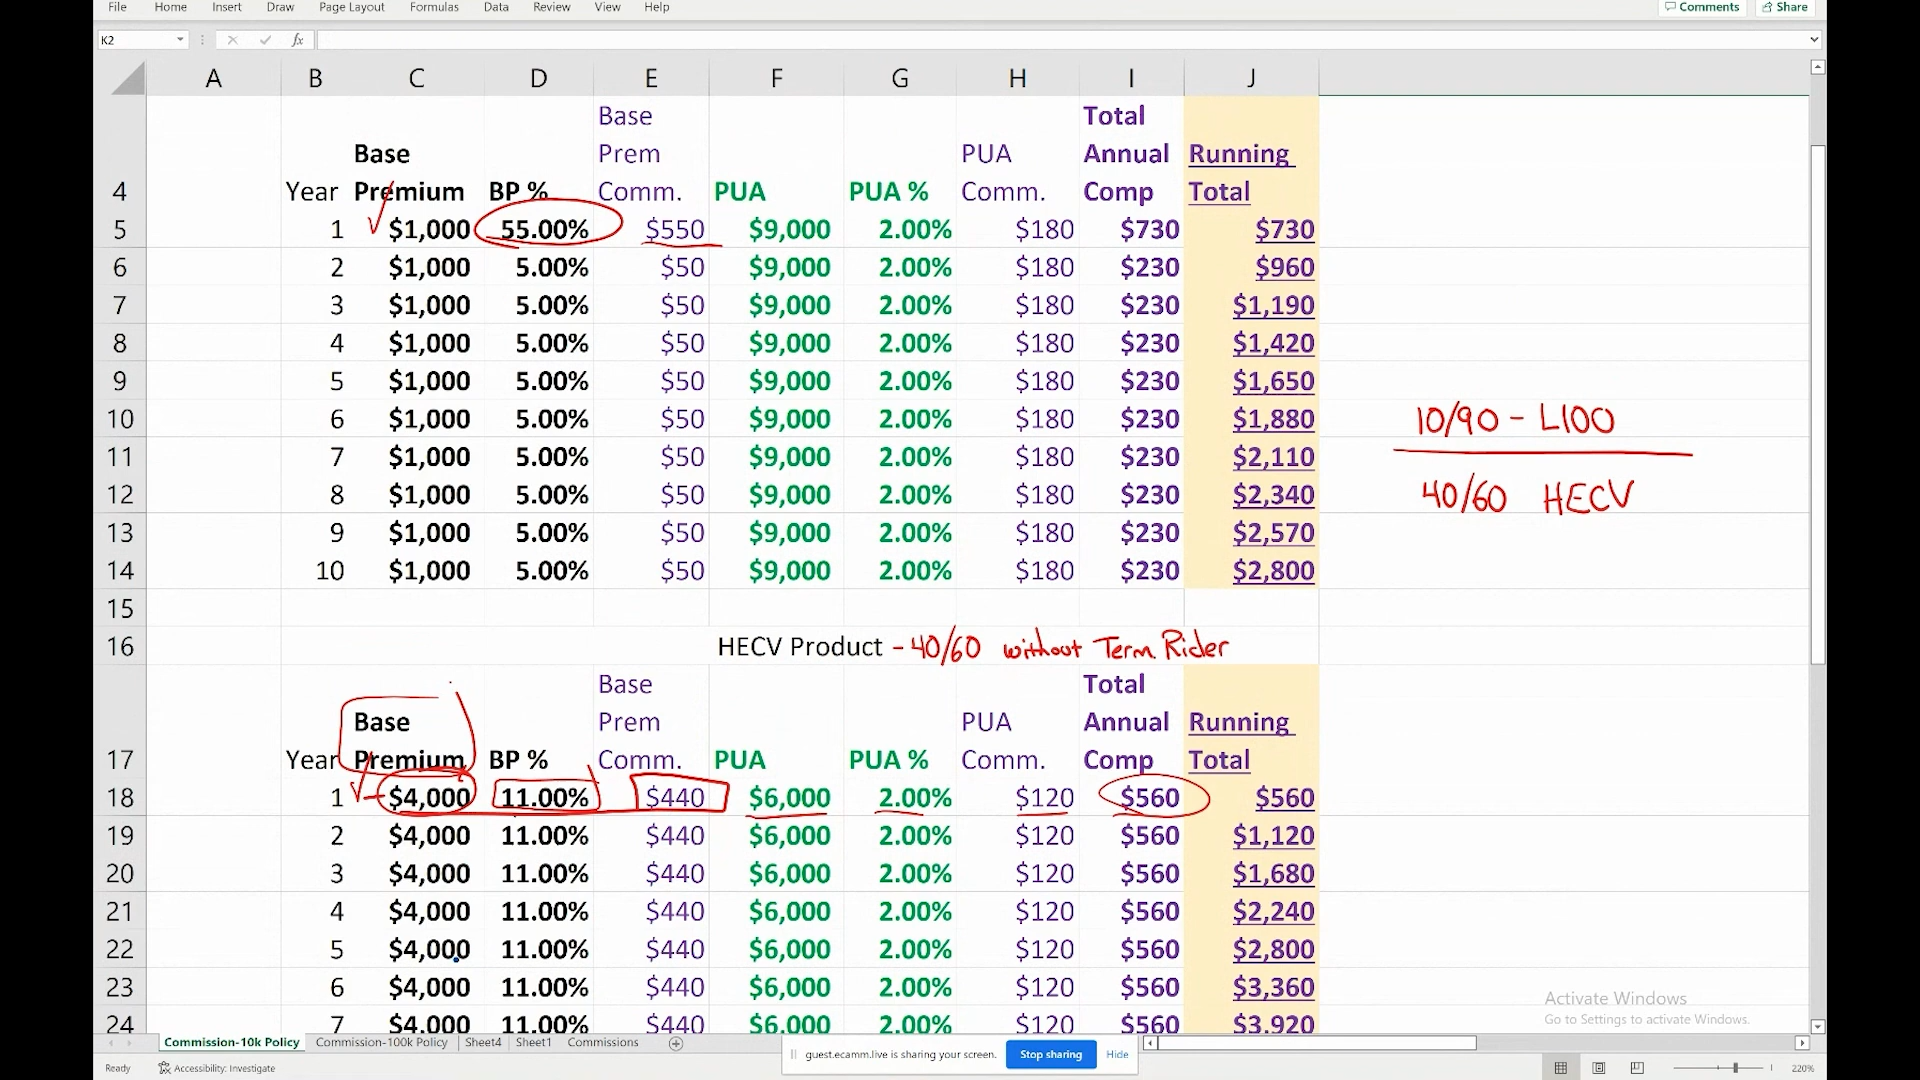 File Home Insert Draw Page Layout Formulas Data Review View Help Comments Share
K2 fx
A B C D E F G H I J
Base Total
Base Prem PUA Annual Running
4 Year Premium BP % Comm. PUA PUA % Comm. Comp Total
5 1 $1,000 55.00% $550 $9,000 2.00% $180 $730 $730
6 2 $1,000 5.00% $50 $9,000 2.00% $180 $230 $960
7 3 $1,000 5.00% $50 $9,000 2.00% $180 $230 $1,190
8 4 $1,000 5.00% $50 $9,000 2.00% $180 $230 $1,420
9 5 $1,000 5.00% $50 $9,000 2.00% $180 $230 $1,650
10 6 $1,000 5.00% $50 $9,000 2.00% $180 $230 $1,880 10/90 - L100
11 7 $1,000 5.00% $50 $9,000 2.00% $180 $230 $2,110
12 8 $1,000 5.00% $50 $9,000 2.00% $180 $230 $2,340 40/60 HECV
13 9 $1,000 5.00% $50 $9,000 2.00% $180 $230 $2,570
14 10 $1,000 5.00% $50 $9,000 2.00% $180 $230 $2,800
15
16 HECV Product - 40/60 without Term Rider
Base Total
Base Prem PUA Annual Running
17 Year Premium BP % Comm. PUA PUA % Comm. Comp Total
18 1 $4,000 11.00% $440 $6,000 2.00% $120 $560 $560
19 2 $4,000 11.00% $440 $6,000 2.00% $120 $560 $1,120
20 3 $4,000 11.00% $440 $6,000 2.00% $120 $560 $1,680
21 4 $4,000 11.00% $440 $6,000 2.00% $120 $560 $2,240
22 5 $4,000 11.00% $440 $6,000 2.00% $120 $560 $2,800
23 6 $4,000 11.00% $440 $6,000 2.00% $120 $560 $3,360
24 7 $4,000 11.00% $440 $6,000 2.00% $120 $560 $3,920
Activate Windows
Go to Settings to activate Windows.
Commission-10k Policy Commission-100k Policy Sheet4 Sheet1 Commissions
guest.ecamm.live is sharing your screen. Stop sharing Hide
Ready Accessibility: Investigate 220%